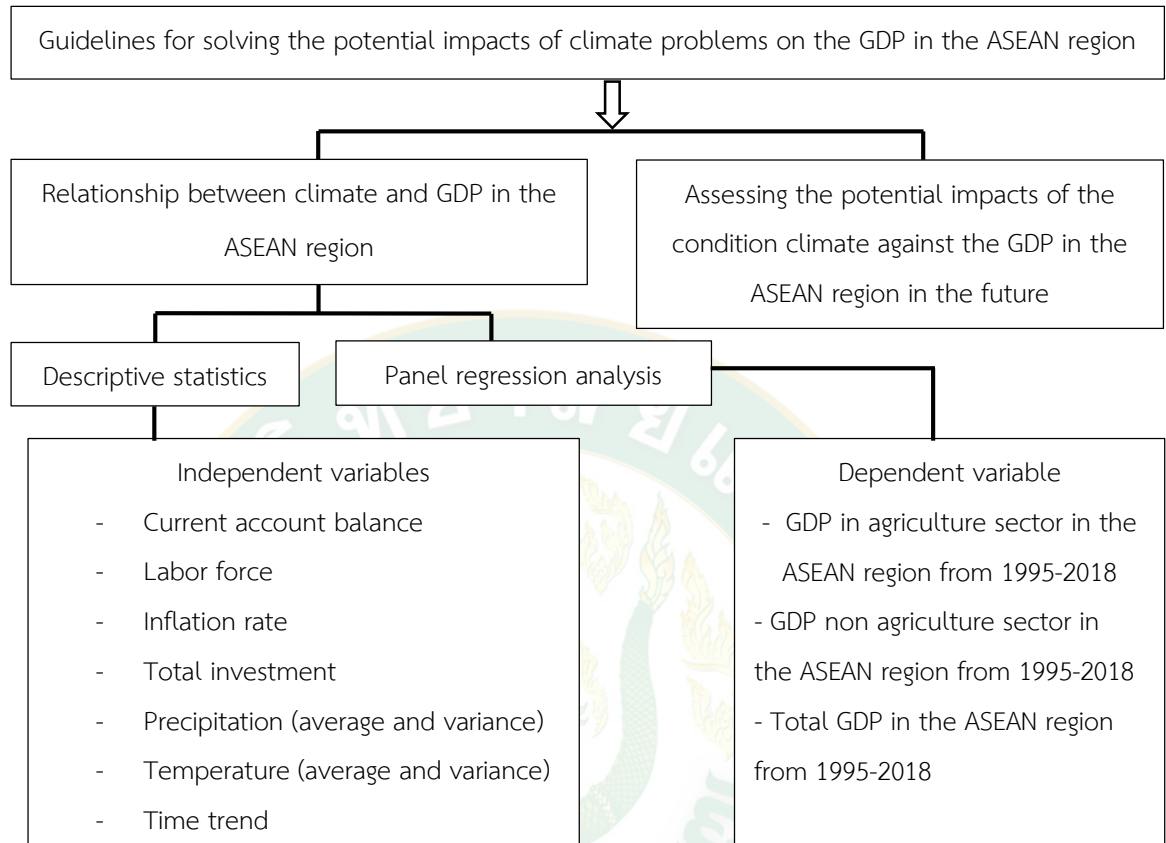 Guidelines for solving the potential impacts of climate problems on the GDP in the ASEAN region
Relationship between climate and GDP in the
ASEAN region
Assessing the potential impacts of the
condition climate against the GDP in the
ASEAN region in the future
Descriptive statistics
Panel regression analysis
Independent variables
- Current account balance
- Labor force
- Inflation rate
- Total investment
- Precipitation (average and variance)
- Temperature (average and variance)
- Time trend
Dependent variable
- GDP in agriculture sector in the
ASEAN region from 1995-2018
- GDP non agriculture sector in
the ASEAN region from 1995-2018
- Total GDP in the ASEAN region
from 1995-2018